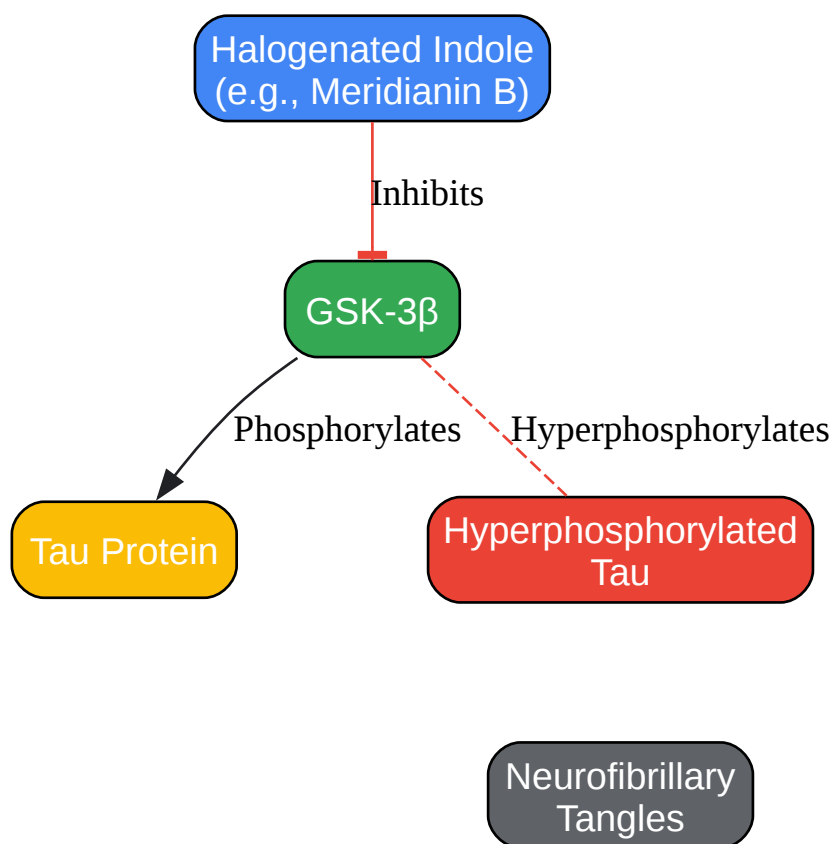 Halogenated Indole
(e.g., Meridianin B)
Inhibits
GSK-3β
Phosphorylates
Hyperphosphorylates
Tau Protein
Hyperphosphorylated
Tau
Neurofibrillary
Tangles